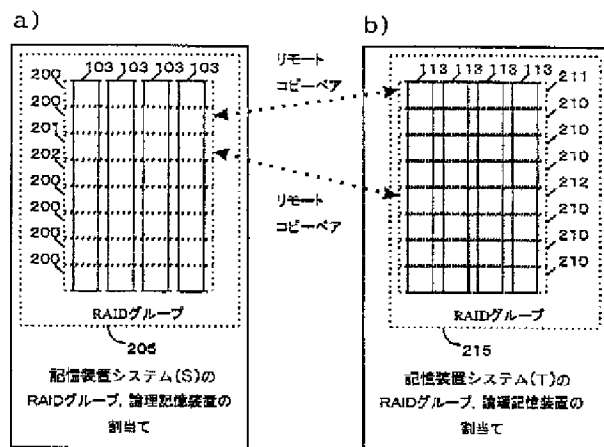 a)
103 103 103 103
200
200
201
202
200
200
200
200
RAIDグループ
205
記憶装置システム(S)の
RAIDグループ,論理記憶装置の
割当て
リモート
コピーペア
リモート
コピーペア
b)
113 113 113 113
211
210
210
210
212
210
210
210
RAIDグループ
215
記憶装置システム(T)の
RAIDグループ,論理記憶装置の
割当て